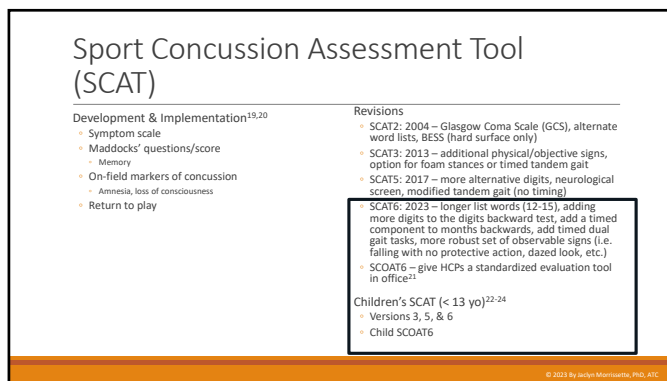 Sport Concussion Assessment Tool
(SCAT)
Development & Implementation19,20
◦ Symptom scale
◦ Maddocks' questions/score
◦ Memory
◦ On-field markers of concussion
◦ Amnesia, loss of consciousness
◦ Return to play
Revisions
◦ SCAT2: 2004 – Glasgow Coma Scale (GCS), alternate
word lists, BESS (hard surface only)
◦ SCAT3: 2013 – additional physical/objective signs,
option for foam stances or timed tandem gait
◦ SCAT5: 2017 – more alternative digits, neurological
screen, modified tandem gait (no timing)
◦ SCAT6: 2023 – longer list words (12-15), adding
more digits to the digits backward test, add a timed
component to months backwards, add timed dual
gait tasks, more robust set of observable signs (i.e.
falling with no protective action, dazed look, etc.)
◦ SCOAT6 – give HCPs a standardized evaluation tool
in office21
Children's SCAT (< 13 yo)22-24
◦ Versions 3, 5, & 6
◦ Child SCOAT6
© 2023 By Jaclyn Morrissette, PhD, ATC